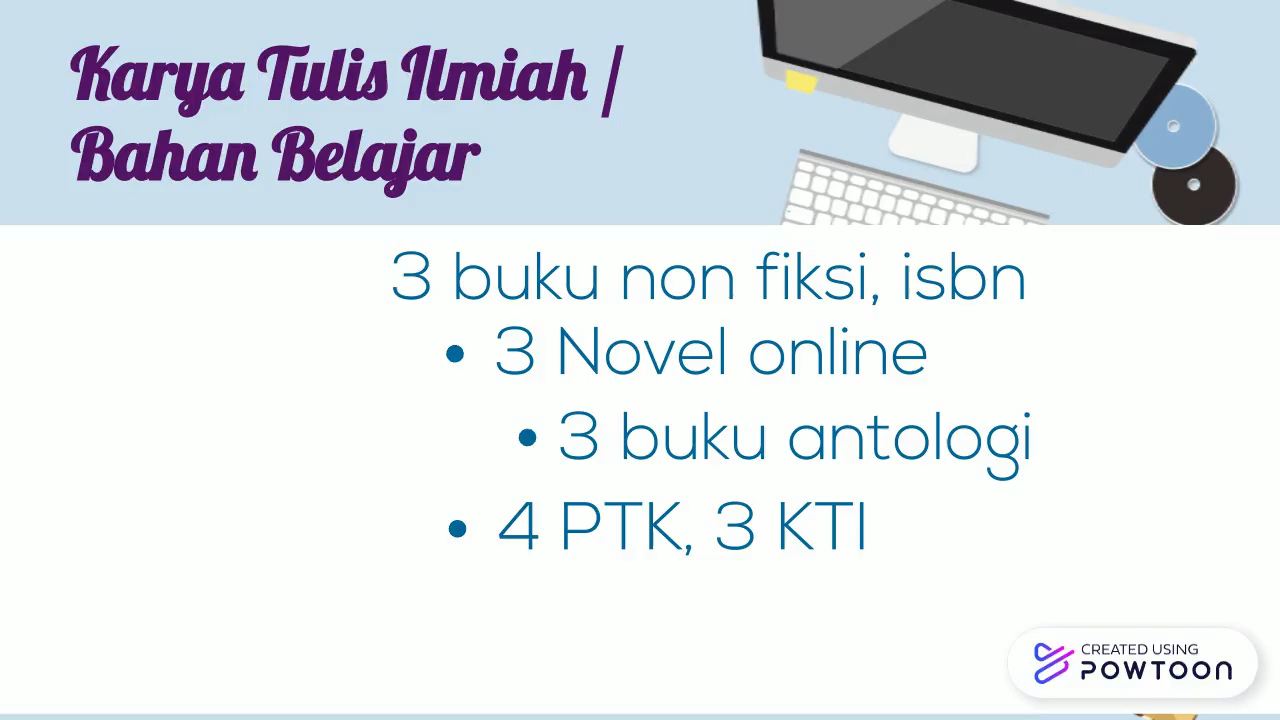 Karya Tulis Ilmiah /
Bahan Belajar
3 buku non fiksi, isbn
• 3 Novel online
• 3 buku antologi
• 4 PTK, 3 KTI
CREATED USING
POWTOON